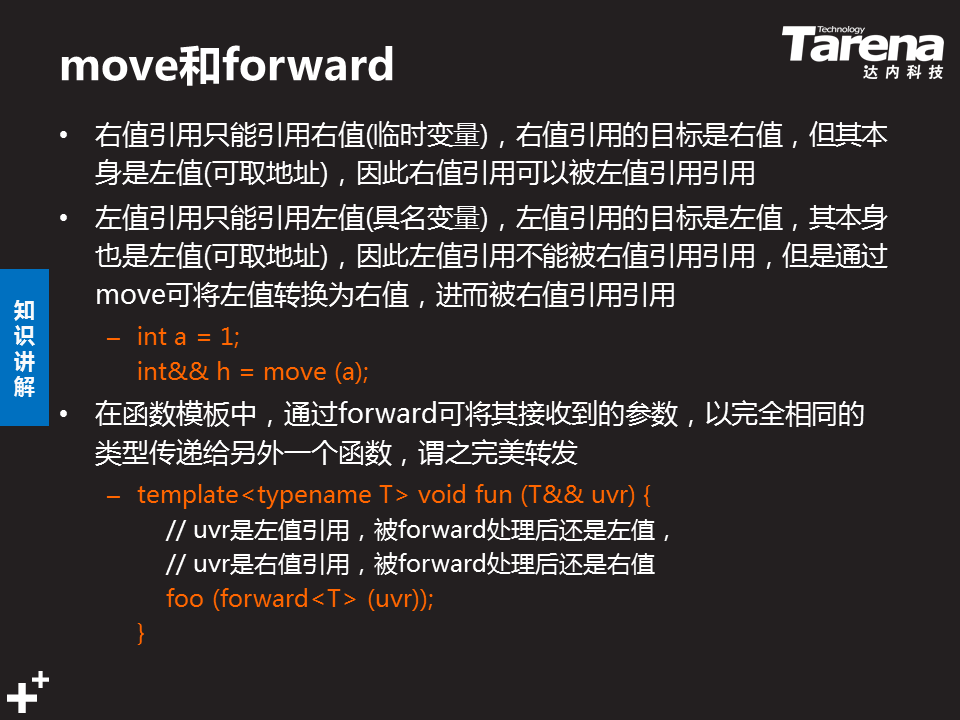 move和forward
Technology
Tarena
达内科技
• 右值引用只能引用右值(临时变量)，右值引用的目标是右值，但其本
身是左值(可取地址)，因此右值引用可以被左值引用引用
• 左值引用只能引用左值(具名变量)，左值引用的目标是左值，其本身
也是左值(可取地址)，因此左值引用不能被右值引用引用，但是通过
move可将左值转换为右值，进而被右值引用引用
– int a = 1;
int&& h = move (a);
• 在函数模板中，通过forward可将其接收到的参数，以完全相同的
类型传递给另外一个函数，谓之完美转发
– template<typename T> void fun (T&& uvr) {
// uvr是左值引用，被forward处理后还是左值，
// uvr是右值引用，被forward处理后还是右值
foo (forward<T> (uvr));
}
知
识
讲
解